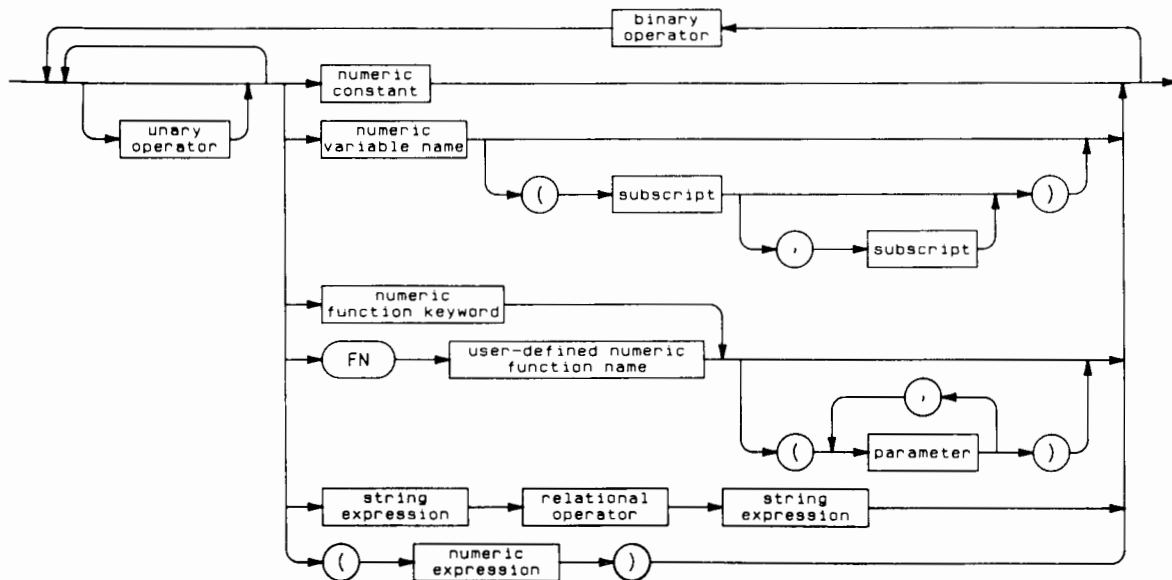 binary
operator
numeric
constant
unary
operator
numeric
variable name
( subscript )
, subscript
numeric
function keyword
FN user-defined numeric
function name
,
( parameter )
string
expression
relational
operator
string
expression
( numeric
expression )